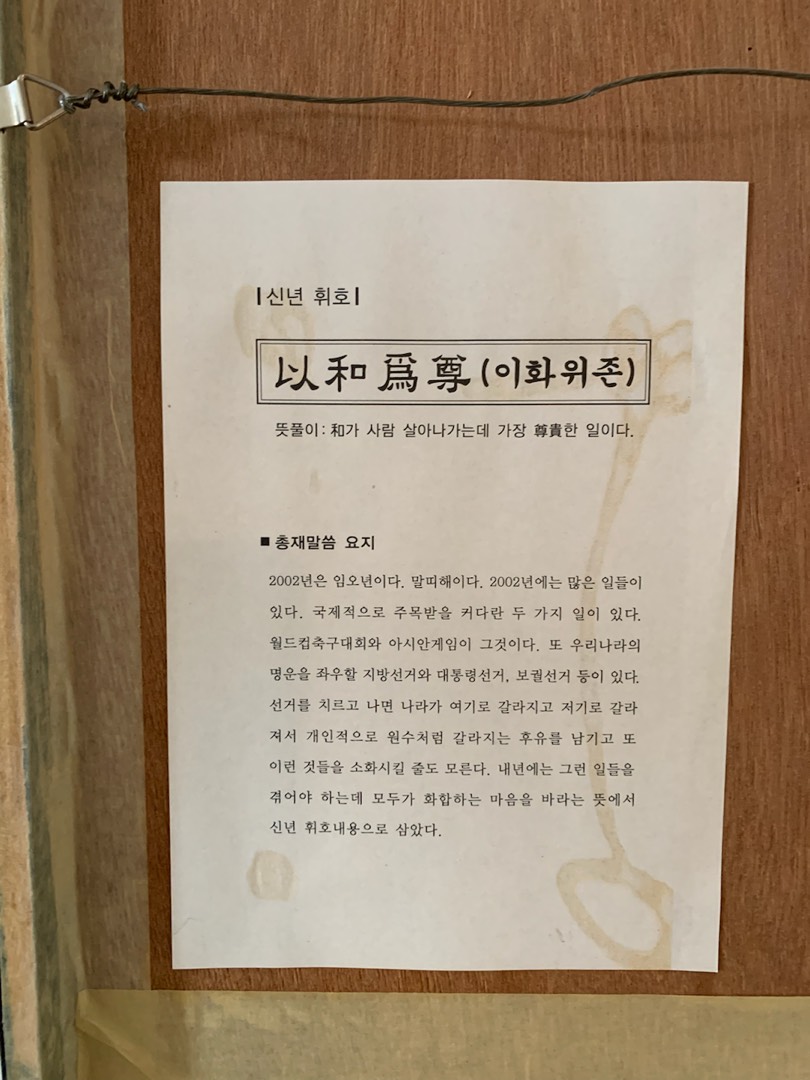 |신년 휘호|
以和爲尊(이화위존)
뜻풀이: 和가 사람 살아나가는데 가장 尊貴한 일이다.
■ 총재말씀 요지
2002년은 임오년이다. 말띠해이다. 2002년에는 많은 일들이
있다. 국제적으로 주목받을 커다란 두 가지 일이 있다.
월드컵축구대회와 아시안게임이 그것이다. 또 우리나라의
명운을 좌우할 지방선거와 대통령선거, 보궐선거 등이 있다.
선거를 치르고 나면 나라가 여기로 갈라지고 저기로 갈라
져서 개인적으로 원수처럼 갈라지는 후유를 남기고 또
이런 것들을 소화시킬 줄도 모른다. 내년에는 그런 일들을
겪어야 하는데 모두가 화합하는 마음을 바라는 뜻에서
신년 휘호내용으로 삼았다.